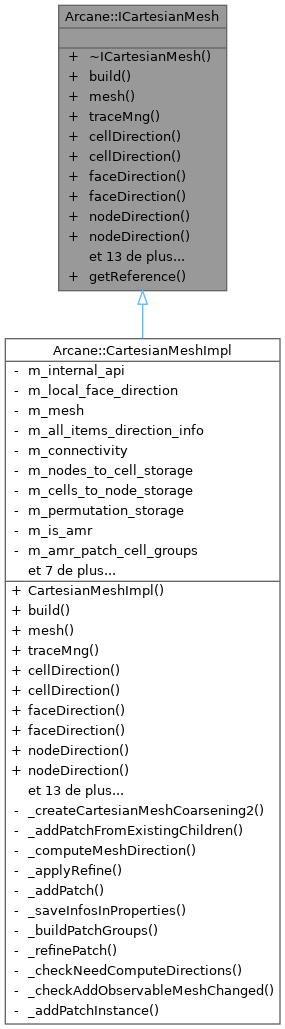 Arcane::ICartesianMesh
+ ~ICartesianMesh()
+ build()
+ mesh()
+ traceMng()
+ cellDirection()
+ cellDirection()
+ faceDirection()
+ faceDirection()
+ nodeDirection()
+ nodeDirection()
et 13 de plus...
+ getReference()
Arcane::CartesianMeshImpl
- m_internal_api
- m_local_face_direction
- m_mesh
- m_all_items_direction_info
- m_connectivity
- m_nodes_to_cell_storage
- m_cells_to_node_storage
- m_permutation_storage
- m_is_amr
- m_amr_patch_cell_groups
et 7 de plus...
+ CartesianMeshImpl()
+ build()
+ mesh()
+ traceMng()
+ cellDirection()
+ cellDirection()
+ faceDirection()
+ faceDirection()
+ nodeDirection()
+ nodeDirection()
et 13 de plus...
- _createCartesianMeshCoarsening2()
- _addPatchFromExistingChildren()
- _computeMeshDirection()
- _applyRefine()
- _addPatch()
- _saveInfosInProperties()
- _buildPatchGroups()
- _refinePatch()
- _checkNeedComputeDirections()
- _checkAddObservableMeshChanged()
- _addPatchInstance()